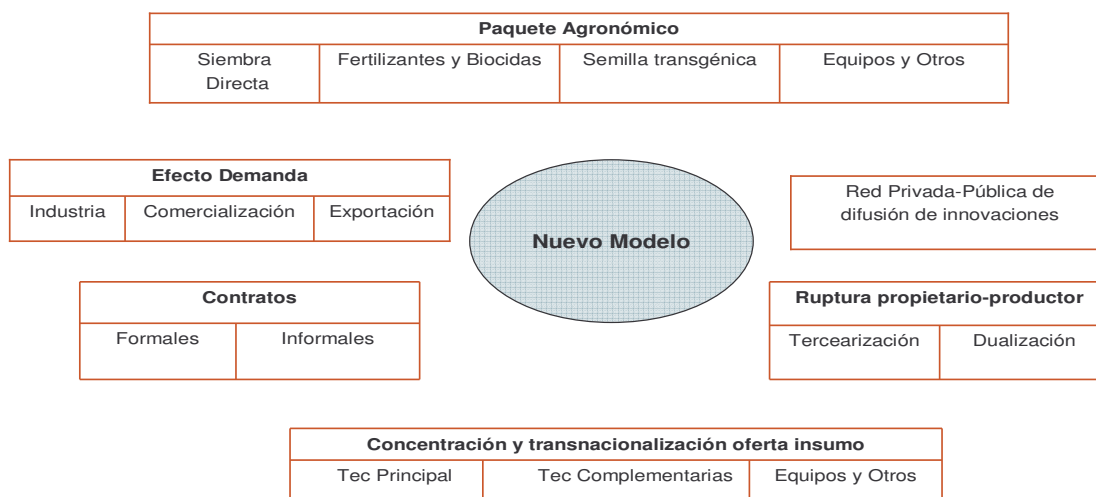 Paquete Agronómico
Siembra
Directa
Fertilizantes y Biocidas
Semilla transgénica
Equipos y Otros
Efecto Demanda
Industria
Comercialización
Exportación
Nuevo Modelo
Red Privada-Pública de
difusión de innovaciones
Contratos
Formales
Informales
Ruptura propietario-productor
Tercearización
Dualización
Concentración y transnacionalización oferta insumo
Tec Principal
Tec Complementarias
Equipos y Otros